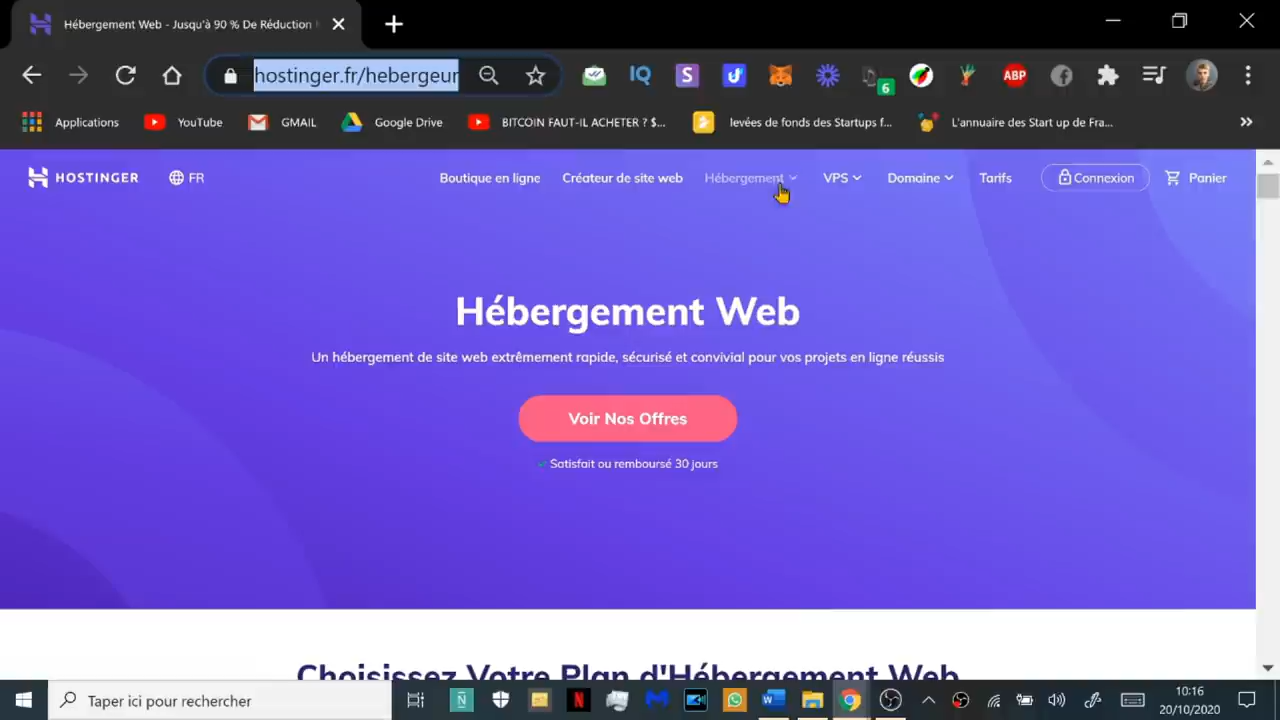 Hébergement Web - Jusqu'à 90 % De Réduction
hostinger.fr/hebergeur
IQ
S
6
ABP
Applications
YouTube
GMAIL
Google Drive
BITCOIN FAUT-IL ACHETER ? $...
levées de fonds des Startups f...
L'annuaire des Start up de Fra...
HOSTINGER
FR
Boutique en ligne
Créateur de site web
Hébergement
VPS
Domaine
Tarifs
Connexion
Panier
Hébergement Web
Un hébergement de site web extrêmement rapide, sécurisé et convivial pour vos projets en ligne réussis
Voir Nos Offres
Satisfait ou remboursé 30 jours
Choisissez Votre Plan d'Hébergement Web
Taper ici pour rechercher
10:16
20/10/2020